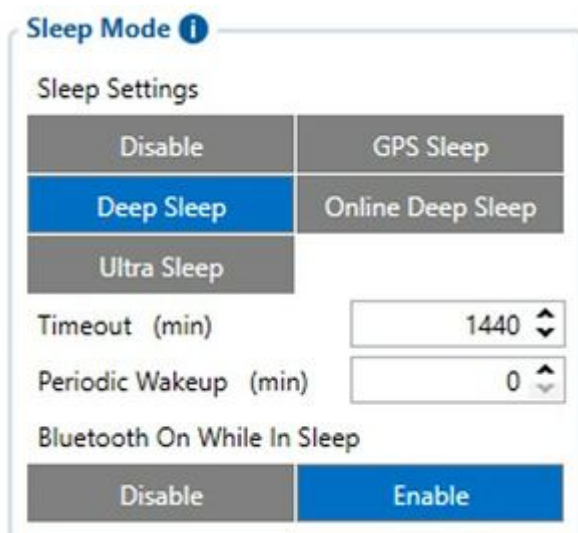 Sleep Mode i
Sleep Settings
Disable GPS Sleep
Deep Sleep Online Deep Sleep
Ultra Sleep
Timeout (min) 1440
Periodic Wakeup (min) 0
Bluetooth On While In Sleep
Disable Enable